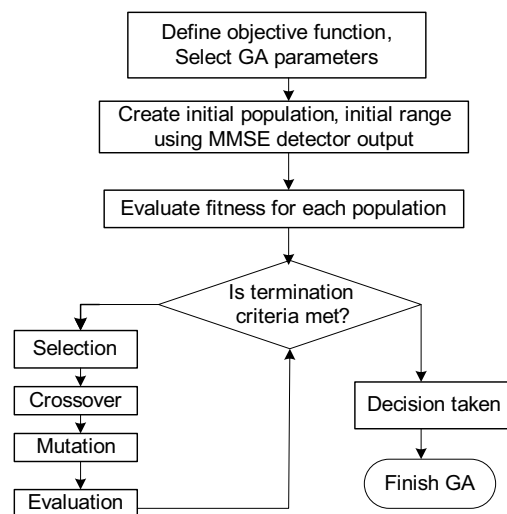 Define objective function,
Select GA parameters
Create initial population, initial range
using MMSE detector output
Evaluate fitness for each population
Is termination
criteria met?
Selection
Crossover
Mutation
Evaluation
Decision taken
Finish GA